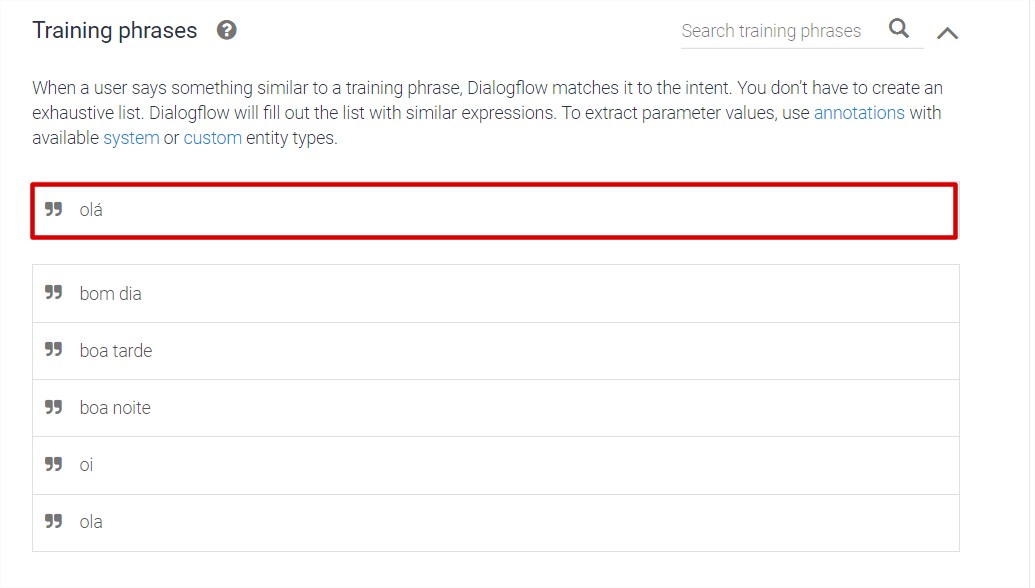 Training phrases
Search training phrases
When a user says something similar to a training phrase, Dialogflow matches it to the intent. You don’t have to create an
exhaustive list. Dialogflow will fill out the list with similar expressions. To extract parameter values, use annotations with
available system or custom entity types.
olá
bom dia
boa tarde
boa noite
oi
ola